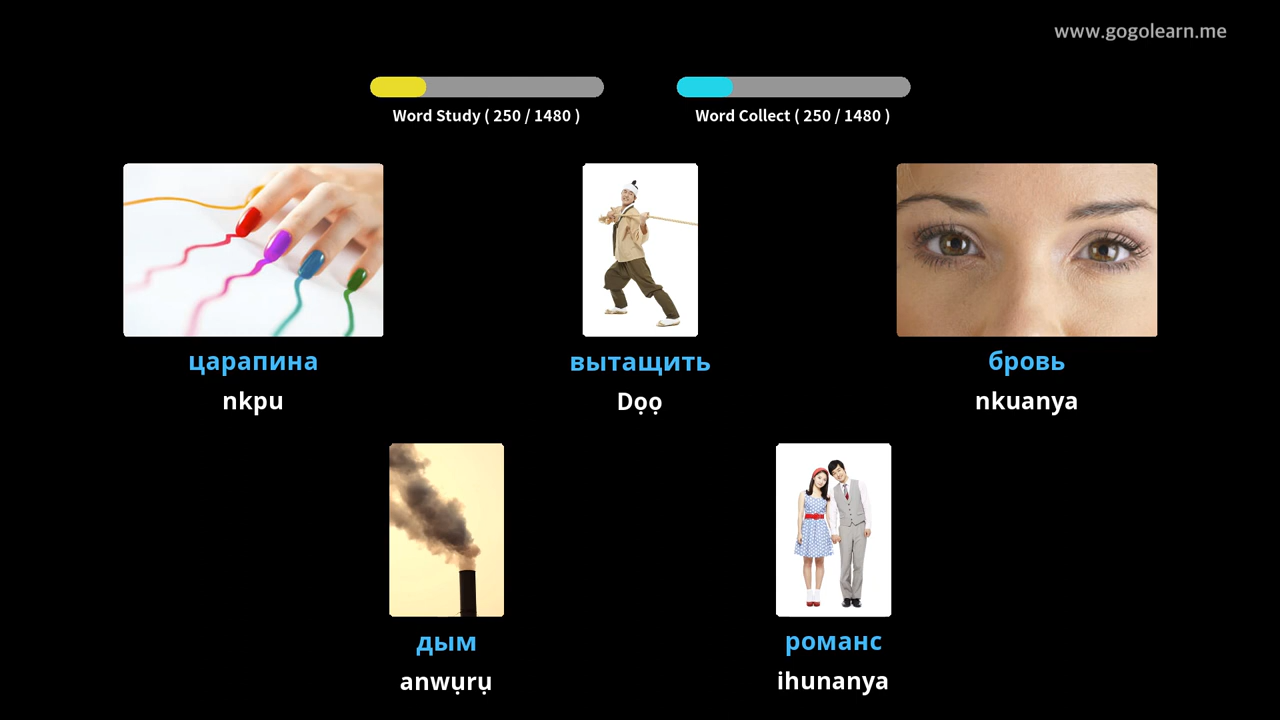 www.gogolearn.me
Word Study ( 250 / 1480 )
Word Collect ( 250 / 1480 )
царапина
вытащить
бровь
nkpu
Dọọ
nkuanya
дым
романс
anwụrụ
ihunanya